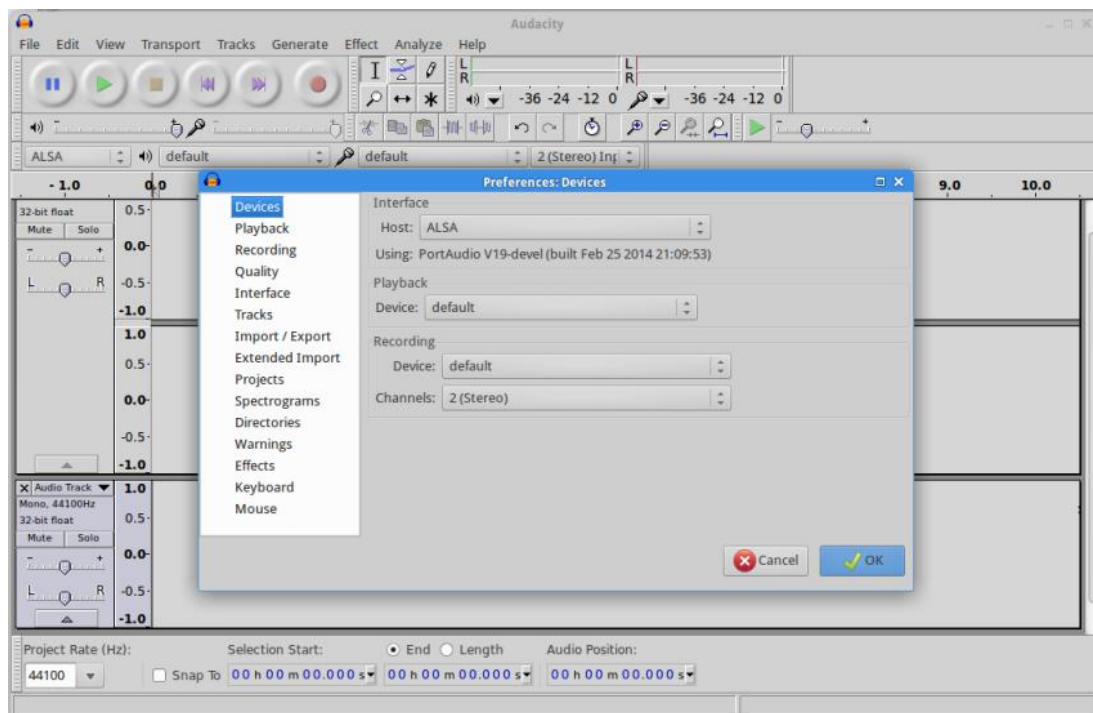 Audacity
File Edit View Transport Tracks Generate Effect Analyze Help
L
R
L
R
-36 -24 -12 0 -36 -24 -12 0
ALSA default default 2 (Stereo) Inp
- 1.0 0.0 9.0 10.0
Preferences: Devices
Devices
Playback
Recording
Quality
Interface
Tracks
Import / Export
Extended Import
Projects
Spectrograms
Directories
Warnings
Effects
Keyboard
Mouse
Interface
Host: ALSA
Using: PortAudio V19-devel (built Feb 25 2014 21:09:53)
Playback
Device: default
Recording
Device: default
Channels: 2 (Stereo)
Cancel OK
32-bit float 0.5
Mute Solo
- + 0.0
L R -0.5
-1.0
1.0
0.5
0.0
-0.5
-1.0
X Audio Track 1.0
Mono, 44100Hz
32-bit float 0.5
Mute Solo
- + 0.0
L R -0.5
-1.0
Project Rate (Hz): Selection Start: End Length Audio Position:
44100 Snap To 00 h 00 m 00.000 s 00 h 00 m 00.000 s 00 h 00 m 00.000 s